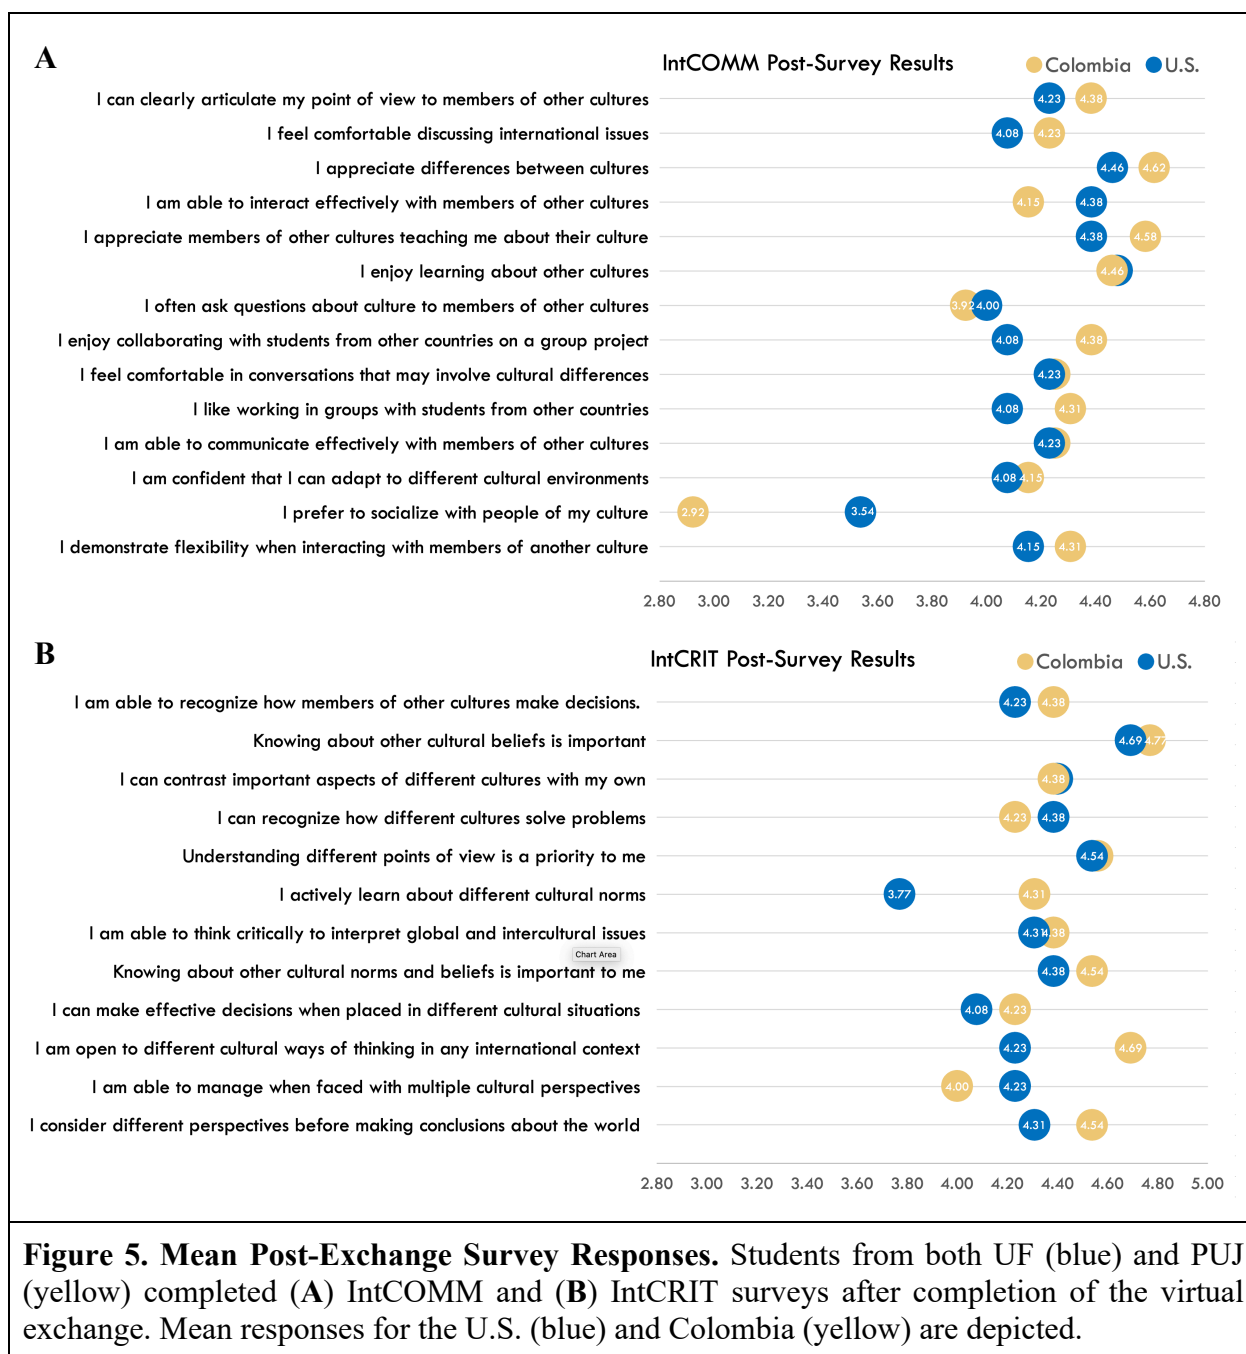 A
IntCOMM Post-Survey Results
Colombia U.S.
I can clearly articulate my point of view to members of other cultures 4.23 4.38
I feel comfortable discussing international issues 4.08 4.23
I appreciate differences between cultures 4.46 4.62
I am able to interact effectively with members of other cultures 4.15 4.38
I appreciate members of other cultures teaching me about their culture 4.38 4.58
I enjoy learning about other cultures 4.46
I often ask questions about culture to members of other cultures 3.92 4.00
I enjoy collaborating with students from other countries on a group project 4.08 4.38
I feel comfortable in conversations that may involve cultural differences 4.23
I like working in groups with students from other countries 4.08 4.31
I am able to communicate effectively with members of other cultures 4.23
I am confident that I can adapt to different cultural environments 4.08 4.15
I prefer to socialize with people of my culture 2.92 3.54
I demonstrate flexibility when interacting with members of another culture 4.15 4.31
2.80 3.00 3.20 3.40 3.60 3.80 4.00 4.20 4.40 4.60 4.80
B
IntCRIT Post-Survey Results
Colombia U.S.
I am able to recognize how members of other cultures make decisions. 4.23 4.38
Knowing about other cultural beliefs is important 4.69 4.77
I can contrast important aspects of different cultures with my own 4.38
I can recognize how different cultures solve problems 4.23 4.38
Understanding different points of view is a priority to me 4.54
I actively learn about different cultural norms 3.77 4.31
I am able to think critically to interpret global and intercultural issues 4.31 4.38
Chart Area
Knowing about other cultural norms and beliefs is important to me 4.38 4.54
I can make effective decisions when placed in different cultural situations 4.08 4.23
I am open to different cultural ways of thinking in any international context 4.23 4.69
I am able to manage when faced with multiple cultural perspectives 4.00 4.23
I consider different perspectives before making conclusions about the world 4.31 4.54
2.80 3.00 3.20 3.40 3.60 3.80 4.00 4.20 4.40 4.60 4.80 5.00
Figure 5. Mean Post-Exchange Survey Responses. Students from both UF (blue) and PUJ
(yellow) completed (A) IntCOMM and (B) IntCRIT surveys after completion of the virtual
exchange. Mean responses for the U.S. (blue) and Colombia (yellow) are depicted.